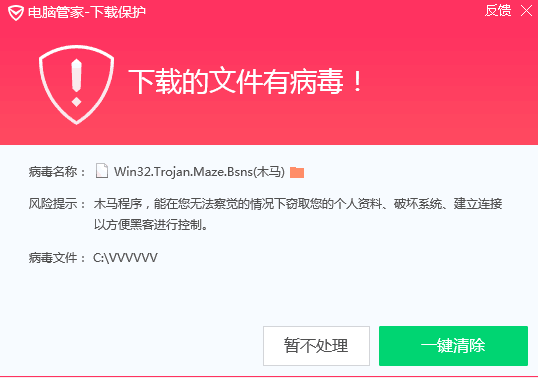 电脑管家-下载保护
反馈
下载的文件有病毒！
病毒名称： Win32.Trojan.Maze.Bsns(木马)
风险提示： 木马程序，能在您无法察觉的情况下窃取您的个人资料、破坏系统、建立连接
以方便黑客进行控制。
病毒文件： C:\VVVVVV
暂不处理
一键清除